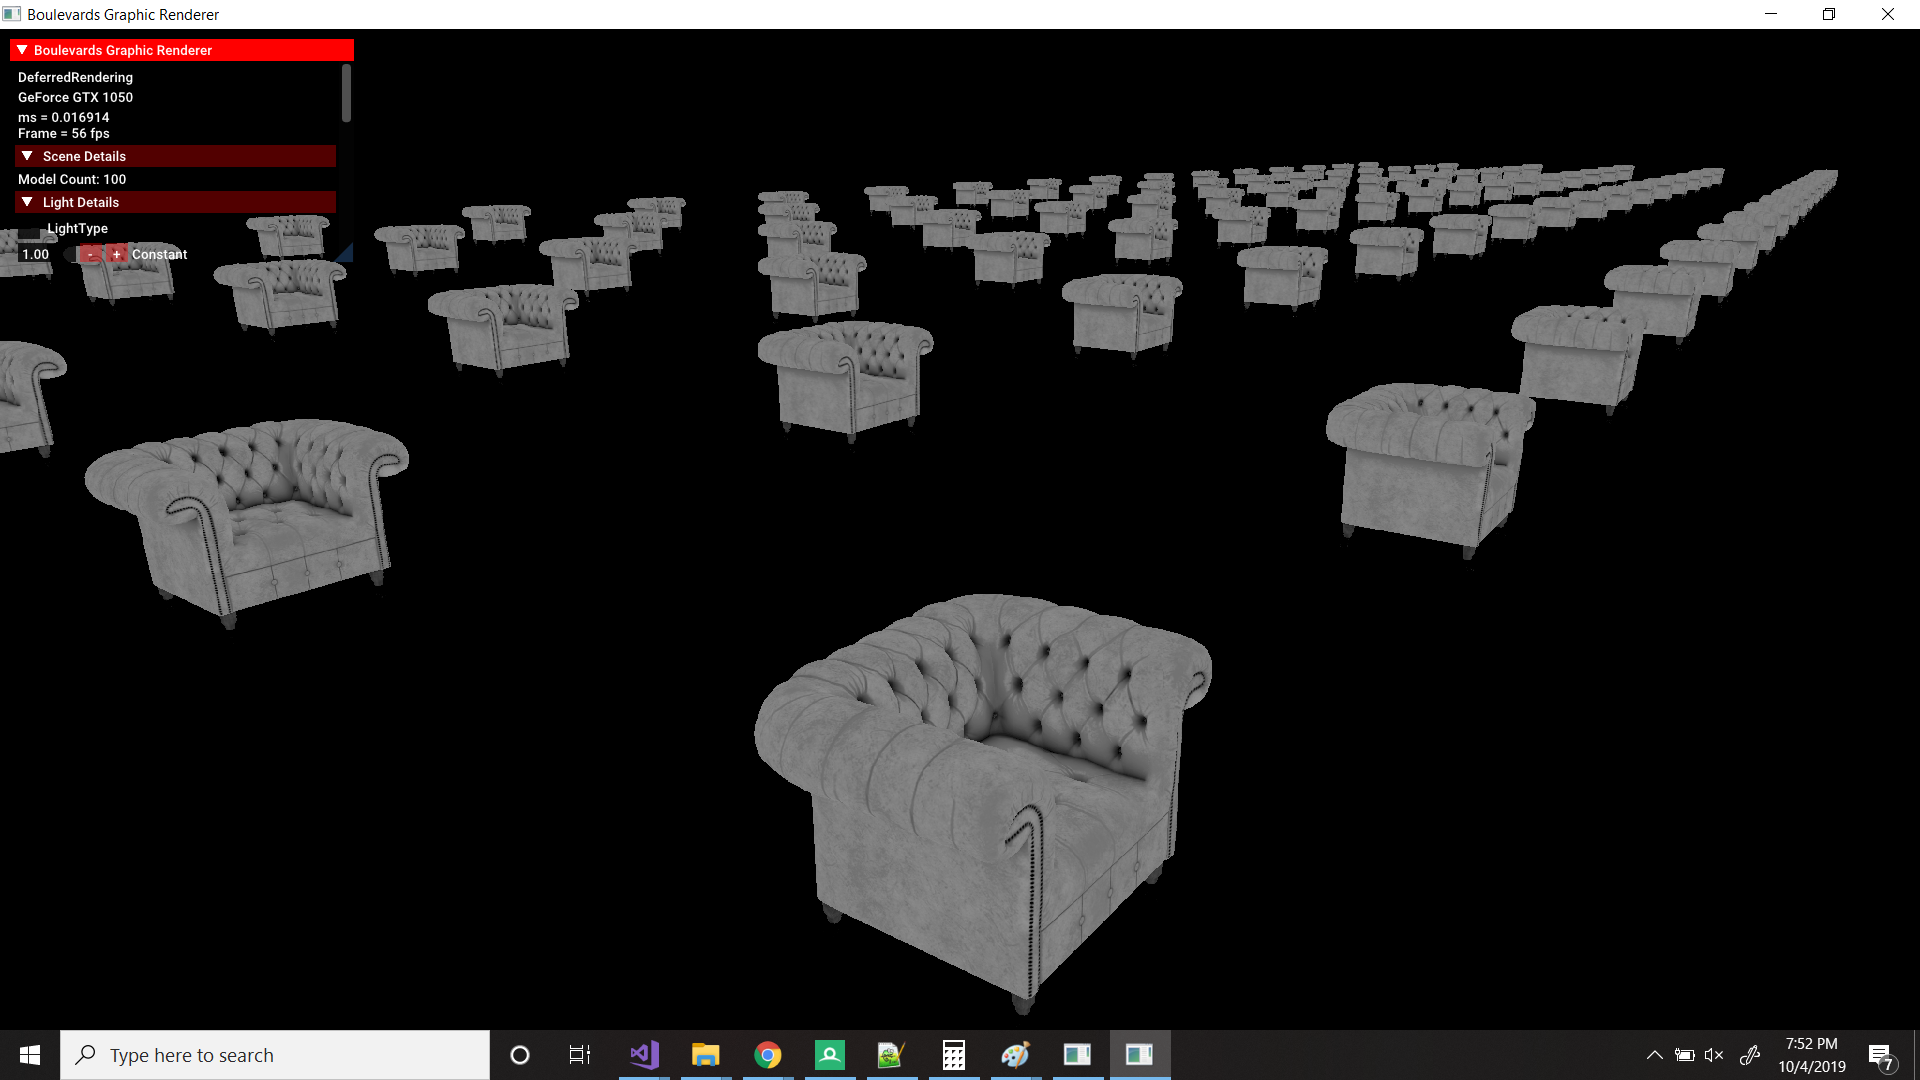 Boulevards Graphic Renderer
Boulevards Graphic Renderer
DeferredRendering
GeForce GTX 1050
ms = 0.016914
Frame = 56 fps
Scene Details
Model Count: 100
Light Details
LightType
1.00 - + Constant
Type here to search
7:52 PM
10/4/2019
7